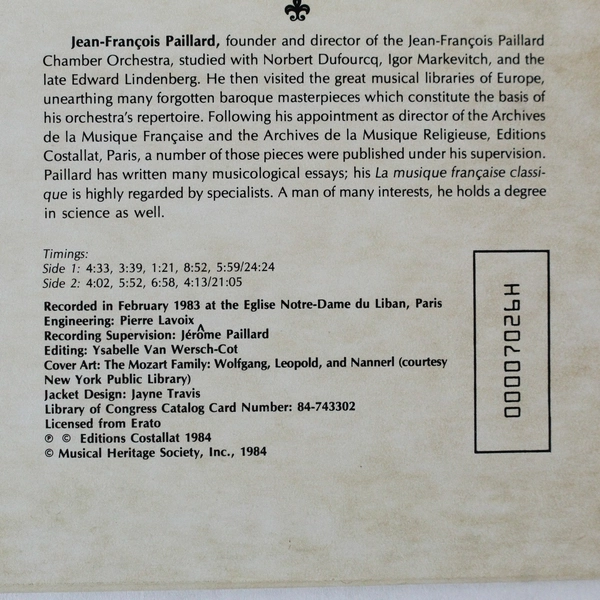 Jean-François Paillard, founder and director of the Jean-François Paillard
Chamber Orchestra, studied with Norbert Dufourcq, Igor Markevitch, and the
late Edward Lindenberg. He then visited the great musical libraries of Europe,
unearthing many forgotten baroque masterpieces which constitute the basis of
his orchestra's repertoire. Following his appointment as director of the Archives
de la Musique Française and the Archives de la Musique Religieuse, Editions
Costallat, Paris, a number of those pieces were published under his supervision.
Paillard has written many musicological essays; his La musique française classi-
que is highly regarded by specialists. A man of many interests, he holds a degree
in science as well.
Timings:
Side 1: 4:33, 3:39, 1:21, 8:52, 5:59/24:24
Side 2: 4:02, 5:52, 6:58, 4:13/21:05
Recorded in February 1983 at the Eglise Notre-Dame du Liban, Paris
Engineering: Pierre Lavoix
Recording Supervision: Jérôme Paillard
Editing: Ysabelle Van Wersch-Cot
Cover Art: The Mozart Family: Wolfgang, Leopold, and Nannerl (courtesy
New York Public Library)
Jacket Design: Jayne Travis
Library of Congress Catalog Card Number: 84-743302
Licensed from Erato
℗ © Editions Costallat 1984
© Musical Heritage Society, Inc., 1984
00007026H